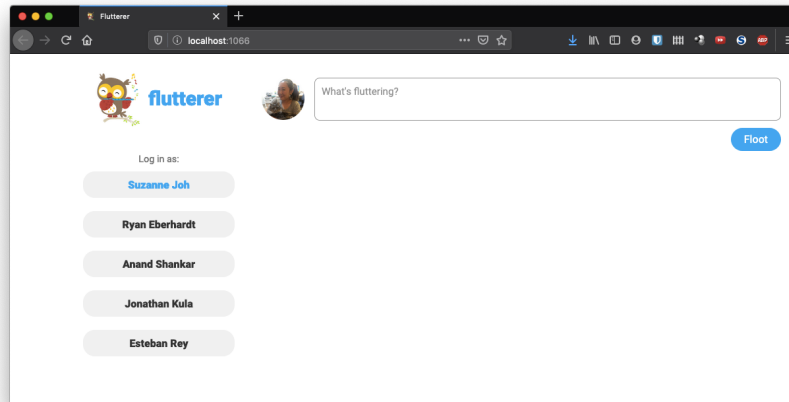 Flutterer
localhost:1066
flutterer
What's fluttering?
Floot
Log in as:
Suzanne Joh
Ryan Eberhardt
Anand Shankar
Jonathan Kula
Esteban Rey
ABP